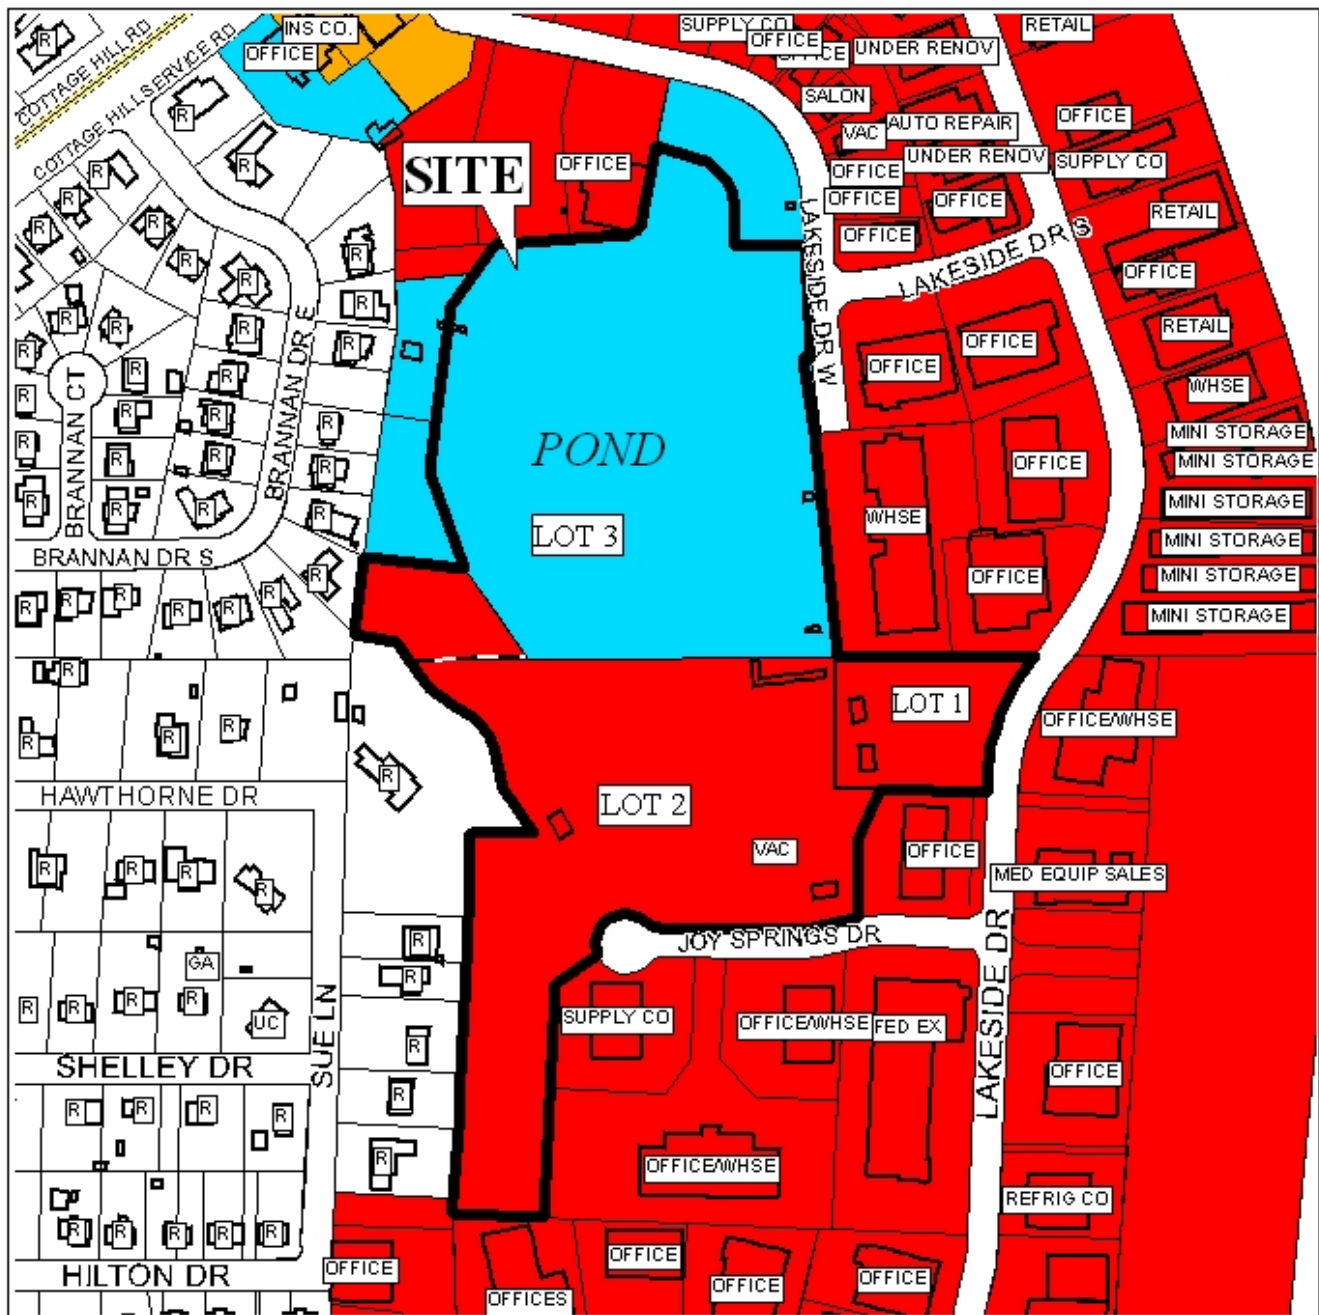 INS CO.
SUPPLY CO
RETAIL
OFFICE
OFFICE
OFFICE
UNDER RENOV
R
COTTAGE HILL RD
COTTAGE HILL SERVICE RD
R
SALON
OFFICE
VAC
AUTO REPAIR
R
R
SITE
OFFICE
OFFICE
UNDER RENOV
SUPPLY CO
R
OFFICE
OFFICE
RETAIL
R
R
R
LAKESIDE DR W
OFFICE
LAKESIDE DR S
R
R
OFFICE
R
R
R
R
BRANNAN DR E
OFFICE
OFFICE
RETAIL
R
R
R
R
WHSE
R
BRANNAN CT
R
R
R
MINI STORAGE
R
R
R
R
POND
OFFICE
MINI STORAGE
R
R
R
R
WHSE
MINI STORAGE
BRANNAN DR S
LOT 3
MINI STORAGE
R
R
OFFICE
MINI STORAGE
R
R
R
R
R
MINI STORAGE
R
LOT 1
R
R
R
OFFICE/WHSE
R
HAWTHORNE DR
LOT 2
R
R
R
R
VAC
OFFICE
MED EQUIP SALES
R
JOY SPRINGS DR
LAKESIDE DR
GA
R
R
R
R
R
UC
SUPPLY CO
OFFICE/WHSE
FED EX
R
SHELLEY DR
SUE LN
LAKESIDE DR
OFFICE
R
R
R
R
R
R
OFFICE/WHSE
REFRIG CO
R
R
R
R
R
HILTON DR
OFFICE
OFFICE
OFFICE
OFFICE
OFFICES